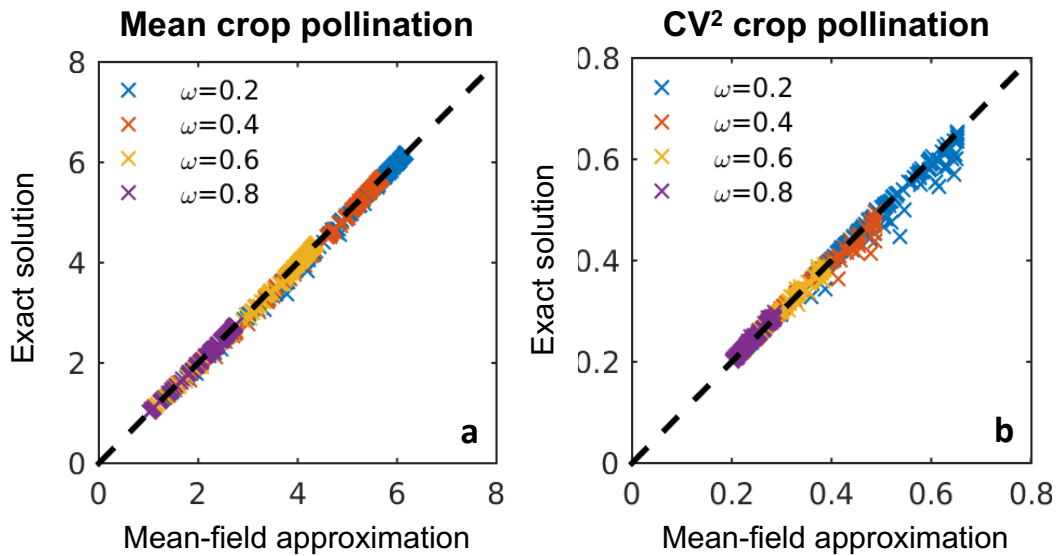 Mean crop pollination
8
6
4
2
0
0 2 4 6 8
ω=0.2
ω=0.4
ω=0.6
ω=0.8
a
Exact solution
Mean-field approximation
CV² crop pollination
0.8
0.6
0.4
0.2
0
0 0.2 0.4 0.6 0.8
ω=0.2
ω=0.4
ω=0.6
ω=0.8
b
Exact solution
Mean-field approximation